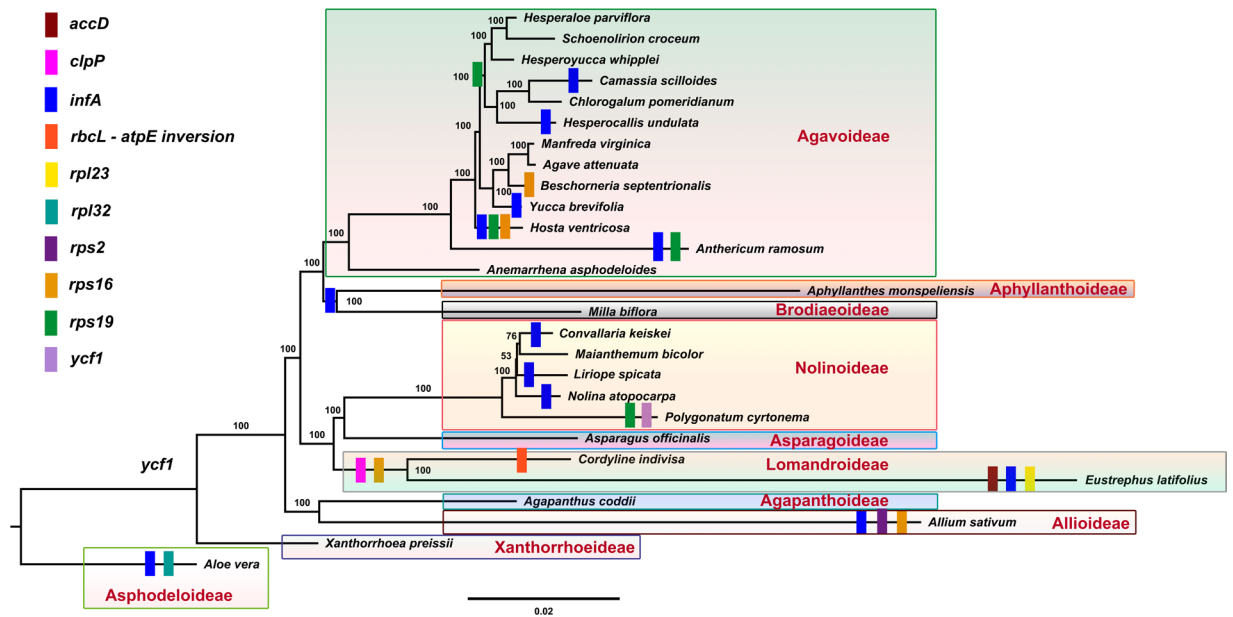 accD
clpP
infA
rbcL - atpE inversion
rpl23
rpl32
rps2
rps16
rps19
ycf1
100 Hesperaloe parviflora
100 Schoenolirion croceum
Hesperoyucca whipplei
100
100 Camassia scilloides
100 Chlorogalum pomeridianum
Hesperocallis undulata
100 Agavoideae
100 Manfreda virginica
100 Agave attenuata
100 Beschorneria septentrionalis
100 Yucca brevifolia
100 Hosta ventricosa
100 Anthericum ramosum
100
100 Anemarrhena asphodeloides
Aphyllanthes monspeliensis Aphyllanthoideae
100
Milla biflora Brodiaeoideae
76 Convallaria keiskei
100 53 Maianthemum bicolor
Nolinoideae
100 Liriope spicata
100 Nolina atopocarpa
100 Polygonatum cyrtonema
100 Asparagus officinalis Asparagoideae
100
ycf1
Cordyline indivisa Lomandroideae
100 Eustrephus latifolius
100 Agapanthus coddii Agapanthoideae
Allium sativum Allioideae
Xanthorrhoea preissii Xanthorrhoeideae
Aloe vera
Asphodeloideae
0.02